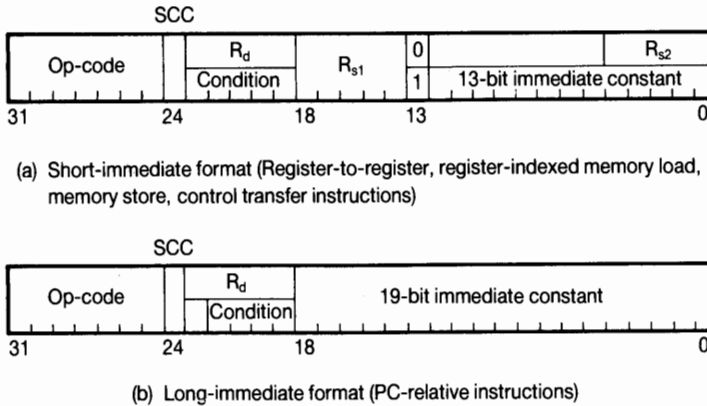 SCC
Op-code Rd Rs1 0 Rs2
Condition 1 13-bit immediate constant
31 24 18 13 0
(a) Short-immediate format (Register-to-register, register-indexed memory load,
memory store, control transfer instructions)
SCC
Op-code Rd 19-bit immediate constant
Condition
31 24 18 0
(b) Long-immediate format (PC-relative instructions)